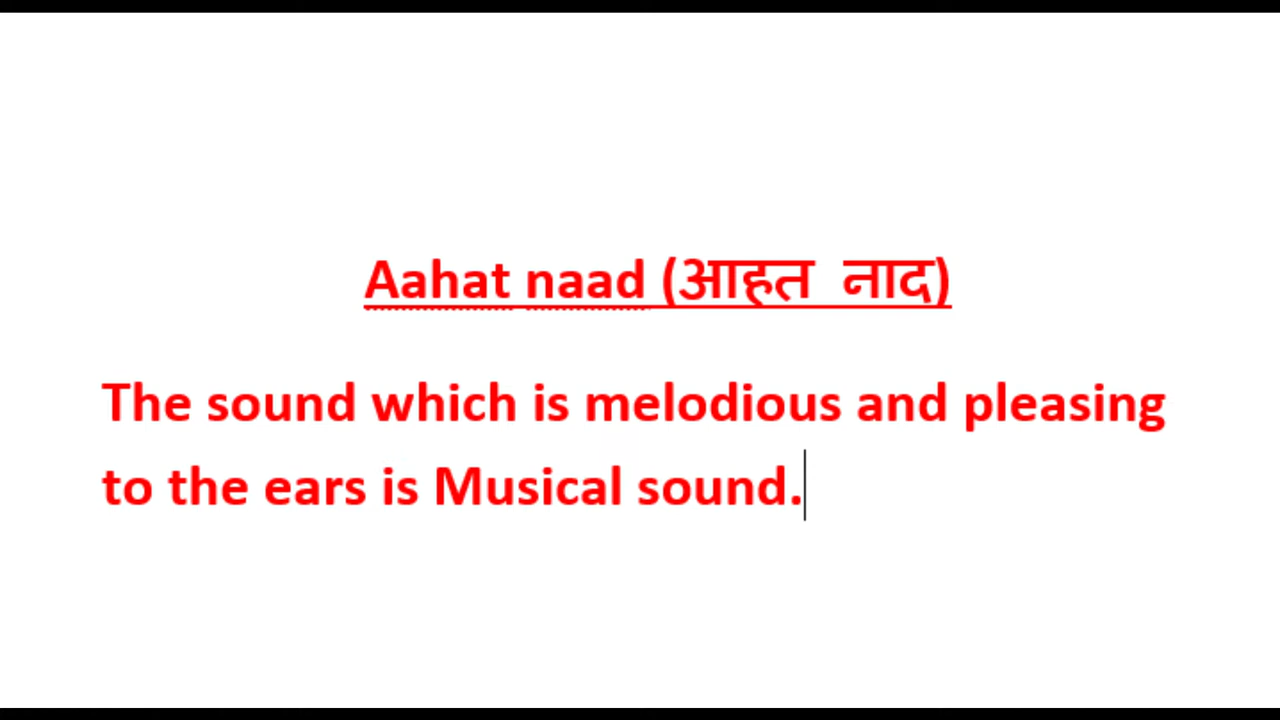 Aahat naad (आहत नाद)
The sound which is melodious and pleasing
to the ears is Musical sound.